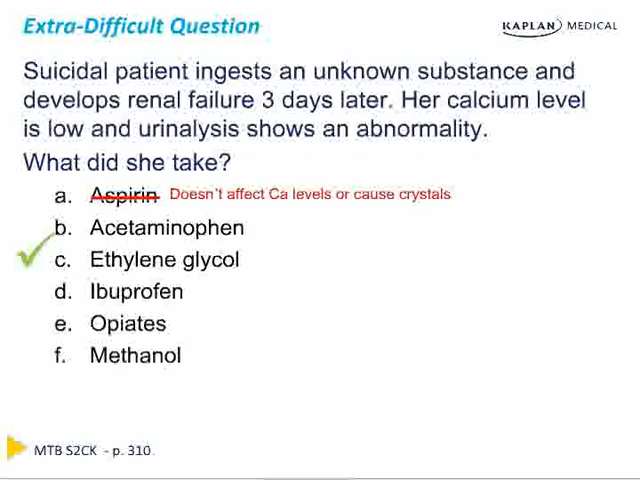 Extra-Difficult Question
KAPLAN MEDICAL
Suicidal patient ingests an unknown substance and
develops renal failure 3 days later. Her calcium level
is low and urinalysis shows an abnormality.
What did she take?
a. Aspirin Doesn't affect Ca levels or cause crystals
b. Acetaminophen
c. Ethylene glycol
d. Ibuprofen
e. Opiates
f. Methanol
MTB S2CK - p. 310.